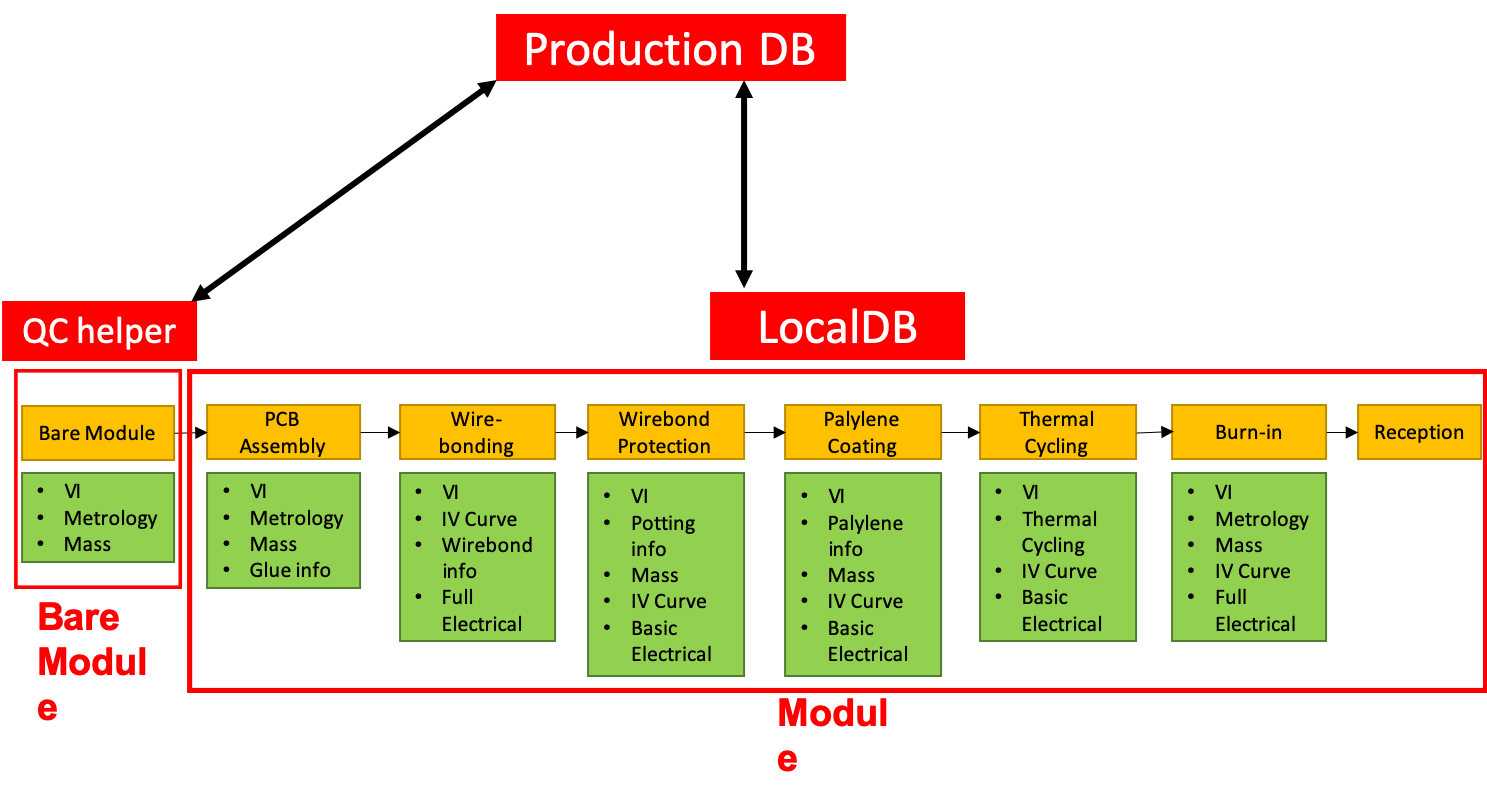 Production DB
QC helper
LocalDB
Bare Module
PCB
Assembly
Wire-
bonding
Wirebond
Protection
Palylene
Coating
Thermal
Cycling
Burn-in
Reception
• VI
• Metrology
• Mass
• VI
• Metrology
• Mass
• Glue info
• VI
• IV Curve
• Wirebond
info
• Full
Electrical
• VI
• Potting
info
• Mass
• IV Curve
• Basic
Electrical
• VI
• Palylene
info
• Mass
• IV Curve
• Basic
Electrical
• VI
• Thermal
Cycling
• IV Curve
• Basic
Electrical
• VI
• Metrology
• Mass
• IV Curve
• Full
Electrical
Bare
Modul
e
Modul
e